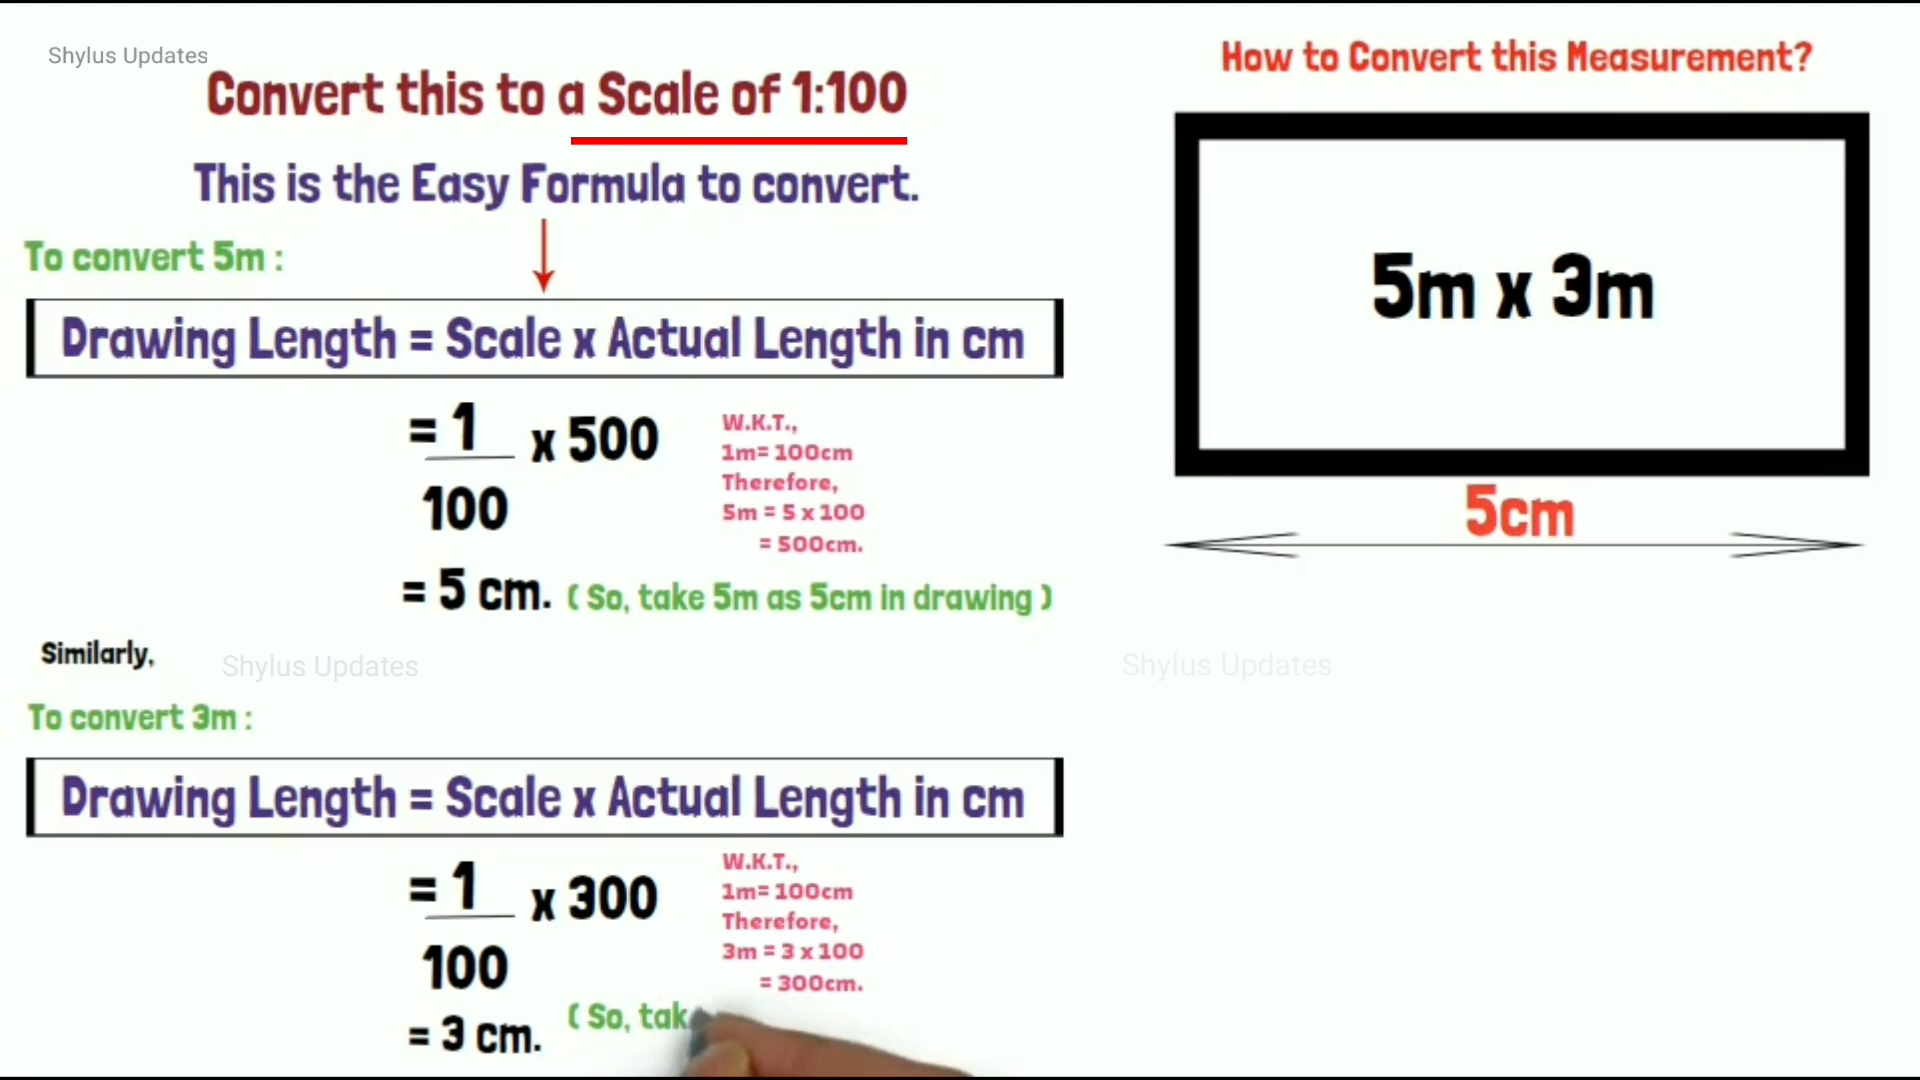 Shylus Updates
Convert this to a Scale of 1:100
This is the Easy Formula to convert.
To convert 5m :
Drawing Length = Scale x Actual Length in cm
= 1 x 500
100
W.K.T.,
1m= 100cm
Therefore,
5m = 5 x 100
= 500cm.
= 5 cm. ( So, take 5m as 5cm in drawing )
Similarly,
Shylus Updates
To convert 3m :
Drawing Length = Scale x Actual Length in cm
= 1 x 300
100
W.K.T.,
1m= 100cm
Therefore,
3m = 3 x 100
= 300cm.
= 3 cm. ( So, tak
How to Convert this Measurement?
5m x 3m
5cm
Shylus Updates